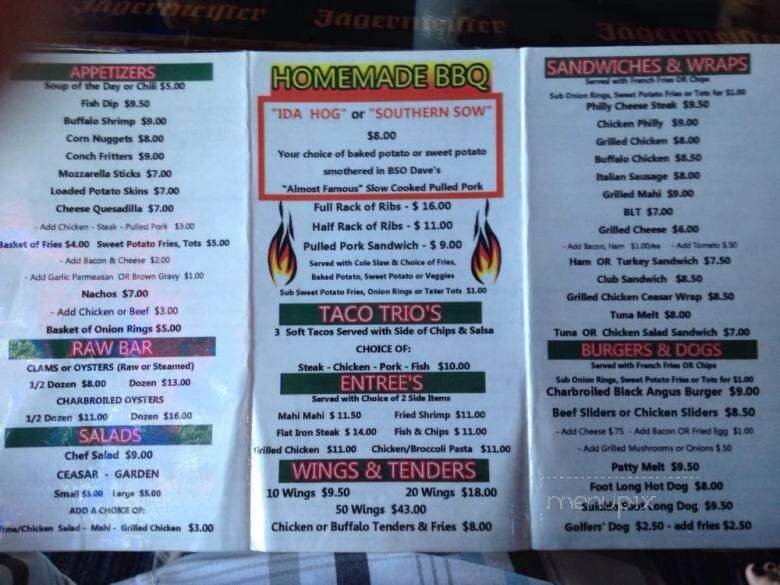 Jägermeister
Jägermeister
Jägermeister
APPETIZERS
Soup of the Day or Chili $5.00
Fish Dip $9.50
Buffalo Shrimp $9.00
Corn Nuggets $8.00
Conch Fritters $9.00
Mozzarella Sticks $7.00
Loaded Potato Skins $7.00
Cheese Quesadilla $7.00
- Add Chicken - Steak - Pulled Pork $3.00
Basket of Fries $4.00 Sweet Potato Fries, Tots $5.00
- Add Bacon & Cheese $2.00
- Add Garlic Parmeasan OR Brown Gravy $1.00
Nachos $7.00
- Add Chicken or Beef $3.00
Basket of Onion Rings $5.00
RAW BAR
CLAMS or OYSTERS (Raw or Steamed)
1/2 Dozen $8.00 Dozen $13.00
CHARBROILED OYSTERS
1/2 Dozen $11.00 Dozen $16.00
SALADS
Chef Salad $9.00
CEASAR - GARDEN
Small $3.00 Large $5.00
ADD A CHOICE OF:
Tuna/Chicken Salad - Mahi - Grilled Chicken $3.00
HOMEMADE BBQ
"IDA HOG" or "SOUTHERN SOW"
$8.00
Your choice of baked potato or sweet potato
smothered in BSO Dave's
"Almost Famous" Slow Cooked Pulled Pork
Full Rack of Ribs - $ 16.00
Half Rack of Ribs - $ 11.00
Pulled Pork Sandwich - $ 9.00
Served with Cole Slaw & Choice of Fries,
Baked Potato, Sweet Potato or Veggies
Sub Sweet Potato Fries, Onion Rings or Tater Tots $1.00
TACO TRIO'S
3 Soft Tacos Served with Side of Chips & Salsa
CHOICE OF:
Steak - Chicken - Pork - Fish $10.00
ENTREE'S
Served with Choice of 2 Side Items
Mahi Mahi $ 11.50 Fried Shrimp $11.00
Flat Iron Steak $ 14.00 Fish & Chips $ 11.00
Grilled Chicken $11.00 Chicken/Broccoli Pasta $11.00
WINGS & TENDERS
10 Wings $9.50 20 Wings $18.00
50 Wings $43.00
Chicken or Buffalo Tenders & Fries $8.00
SANDWICHES & WRAPS
Served with French Fries OR Chips
Sub Onion Rings, Sweet Potato Fries or Tots for $1.00
Philly Cheese Steak $9.50
Chicken Philly $9.00
Grilled Chicken $8.00
Buffalo Chicken $8.50
Italian Sausage $8.00
Grilled Mahi $9.00
BLT $7.00
Grilled Cheese $6.00
- Add Bacon, Ham $1.00/ea - Add Tomato $.50
Ham OR Turkey Sandwich $7.50
Club Sandwich $8.50
Grilled Chicken Ceasar Wrap $8.50
Tuna Melt $8.00
Tuna OR Chicken Salad Sandwich $7.00
BURGERS & DOGS
Served with French Fries OR Chips
Sub Onion Rings, Sweet Potato Fries or Tots for $1.00
Charbroiled Black Angus Burger $9.00
Beef Sliders or Chicken Sliders $8.50
- Add Cheese $.75 - Add Bacon OR Fried Egg $1.00
- Add Grilled Mushrooms or Onions $.50
Patty Melt $9.50
Foot Long Hot Dog $8.00
menupix
Long Dog $9.50
Golfers' Dog $2.50 - add fries $2.50